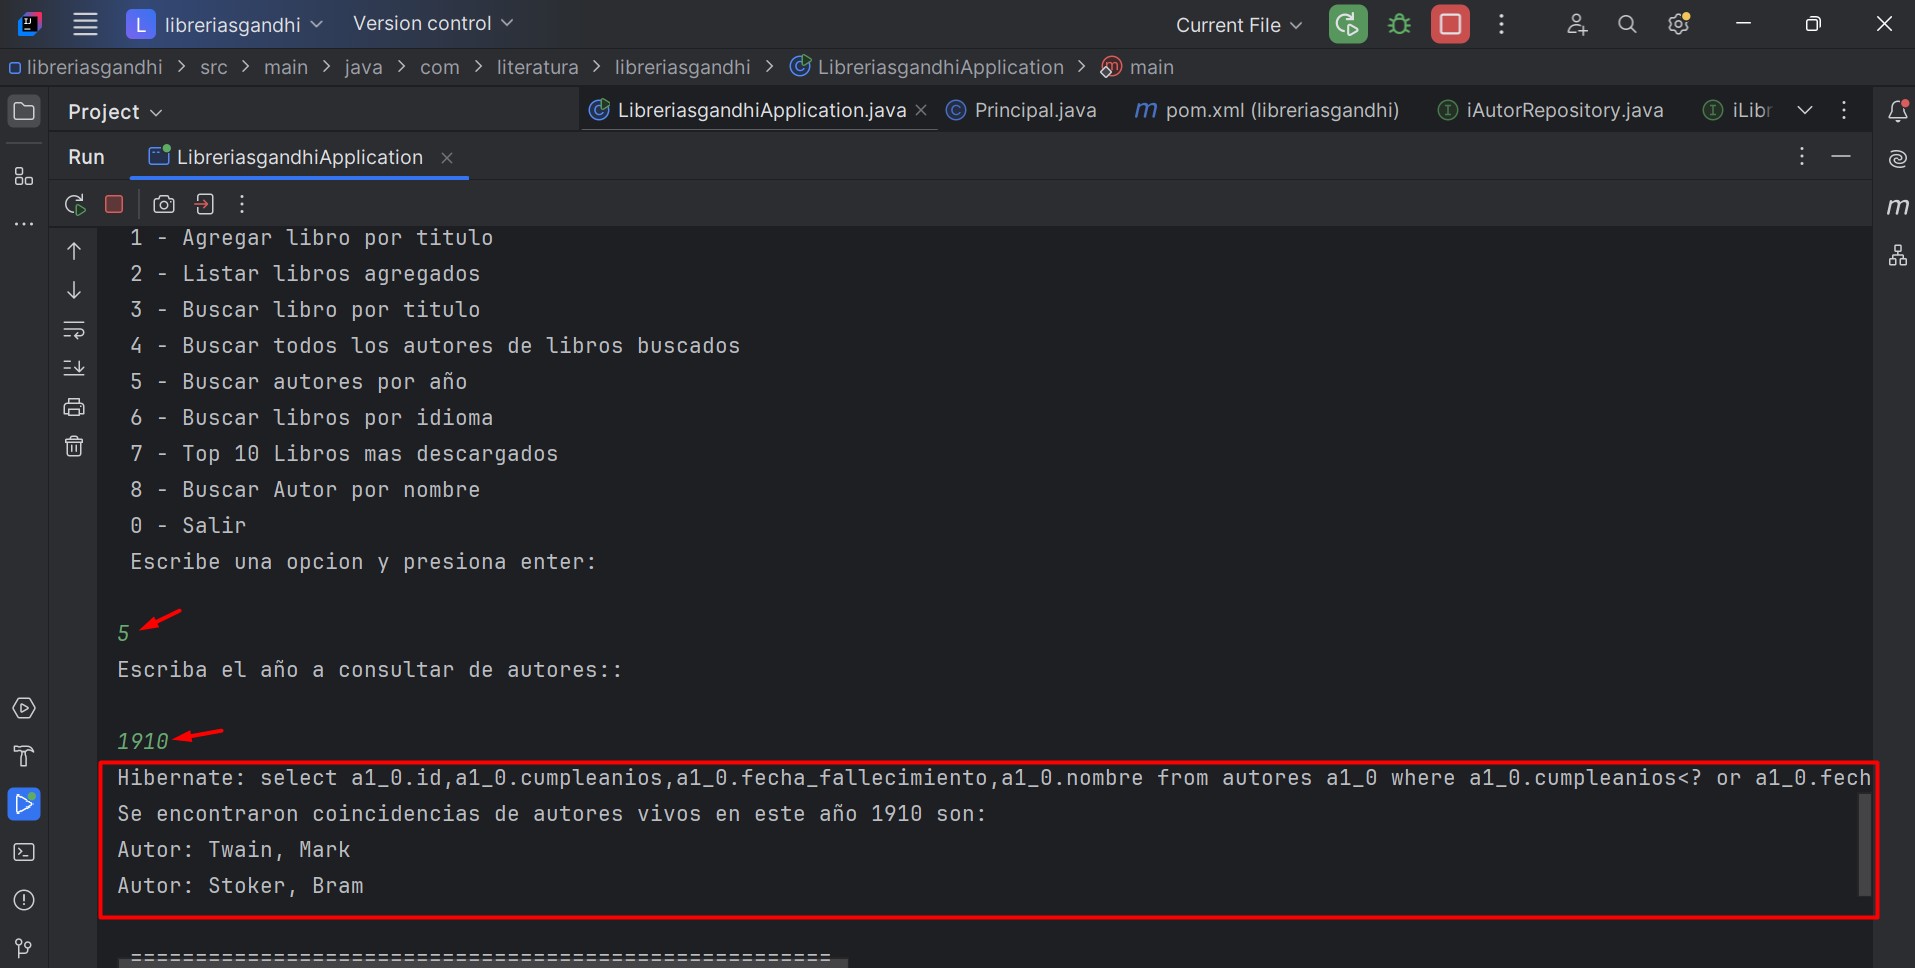 L libreriasgandhi Version control Current File
libreriasgandhi > src > main > java > com > literatura > libreriasgandhi > LibreriasgandhiApplication > main
Project LibreriasgandhiApplication.java Principal.java pom.xml (libreriasgandhi) iAutorRepository.java iLibr
Run LibreriasgandhiApplication
1 - Agregar libro por titulo
2 - Listar libros agregados
3 - Buscar libro por titulo
4 - Buscar todos los autores de libros buscados
5 - Buscar autores por año
6 - Buscar libros por idioma
7 - Top 10 Libros mas descargados
8 - Buscar Autor por nombre
0 - Salir
Escribe una opcion y presiona enter:
5
Escriba el año a consultar de autores::
1910
Hibernate: select a1_0.id,a1_0.cumpleanios,a1_0.fecha_fallecimiento,a1_0.nombre from autores a1_0 where a1_0.cumpleanios<? or a1_0.fech
Se encontraron coincidencias de autores vivos en este año 1910 son:
Autor: Twain, Mark
Autor: Stoker, Bram
=======================================================